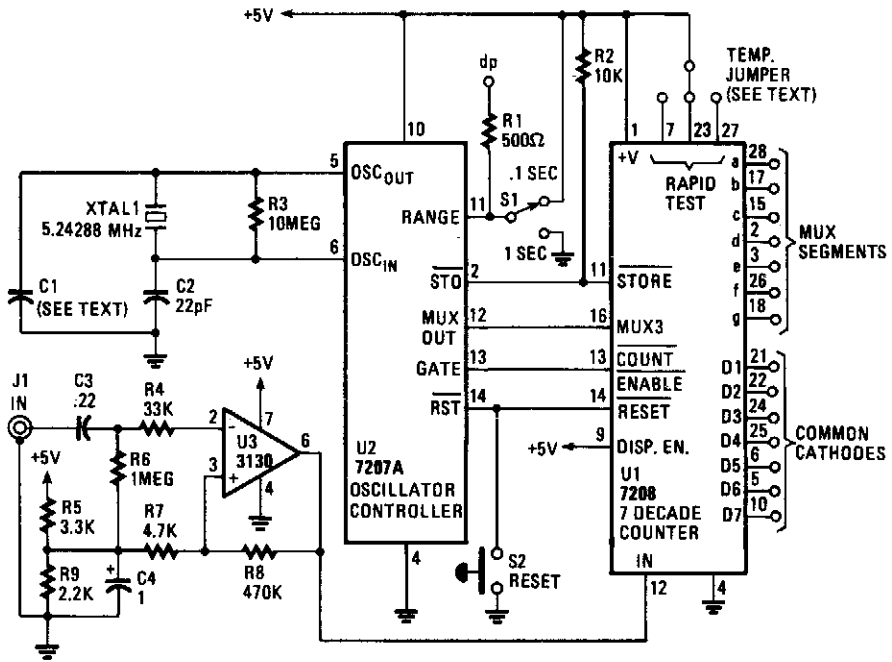 +5V
R2
10K
TEMP.
JUMPER
(SEE TEXT)
dp
R1
500Ω
10
1
7
23
27
5
OSC OUT
+V
RAPID
TEST
a
28
b
17
c
15
d
2
e
3
f
26
g
18
MUX
SEGMENTS
XTAL1
5.24288 MHz
R3
10MEG
RANGE
11
S1
.1 SEC
1 SEC
6
OSC IN
C1
(SEE TEXT)
C2
22pF
STO
2
11
STORE
MUX
OUT
12
16
MUX3
GATE
13
13
COUNT
ENABLE
RST
14
14
RESET
D1
21
D2
22
D3
24
D4
25
D5
6
D6
5
D7
10
COMMON
CATHODES
+5V
9
DISP. EN.
U1
7208
7 DECADE
COUNTER
IN
12
4
J1
IN
C3
.22
R4
33K
+5V
2
-
7
U3
3130
6
3
+
4
U2
7207A
OSCILLATOR
CONTROLLER
4
+5V
R6
1MEG
R5
3.3K
R7
4.7K
R8
470K
R9
2.2K
+
C4
1
S2
RESET